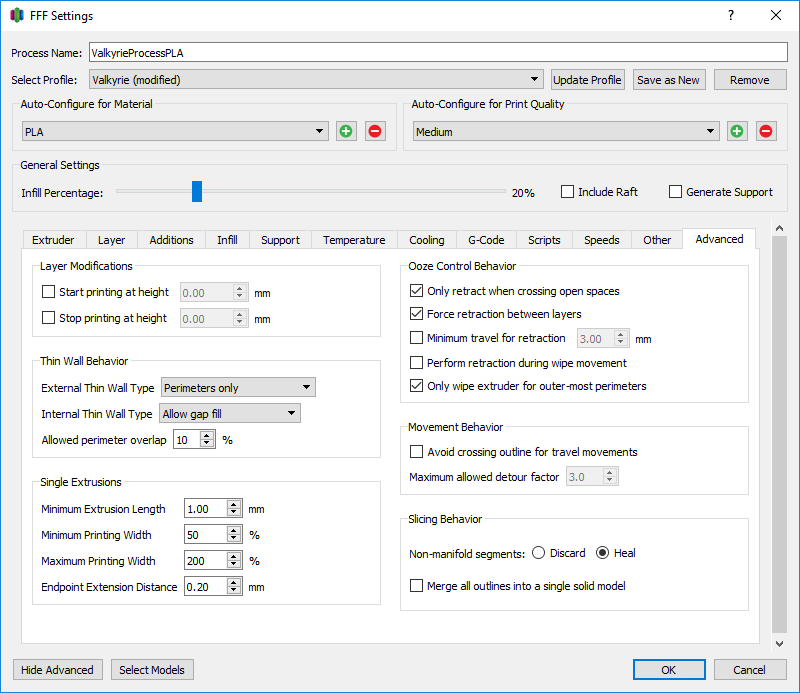 FFF Settings
Process Name: ValkyrieProcessPLA
Select Profile: Valkyrie (modified) Update Profile Save as New Remove
Auto-Configure for Material
PLA
Auto-Configure for Print Quality
Medium
General Settings
Infill Percentage: 20% Include Raft Generate Support
Extruder Layer Additions Infill Support Temperature Cooling G-Code Scripts Speeds Other Advanced
Layer Modifications
Start printing at height 0.00 mm
Stop printing at height 0.00 mm
Thin Wall Behavior
External Thin Wall Type Perimeters only
Internal Thin Wall Type Allow gap fill
Allowed perimeter overlap 10 %
Single Extrusions
Minimum Extrusion Length 1.00 mm
Minimum Printing Width 50 %
Maximum Printing Width 200 %
Endpoint Extension Distance 0.20 mm
Ooze Control Behavior
Only retract when crossing open spaces
Force retraction between layers
Minimum travel for retraction 3.00 mm
Perform retraction during wipe movement
Only wipe extruder for outer-most perimeters
Movement Behavior
Avoid crossing outline for travel movements
Maximum allowed detour factor 3.0
Slicing Behavior
Non-manifold segments: Discard Heal
Merge all outlines into a single solid model
Hide Advanced Select Models OK Cancel